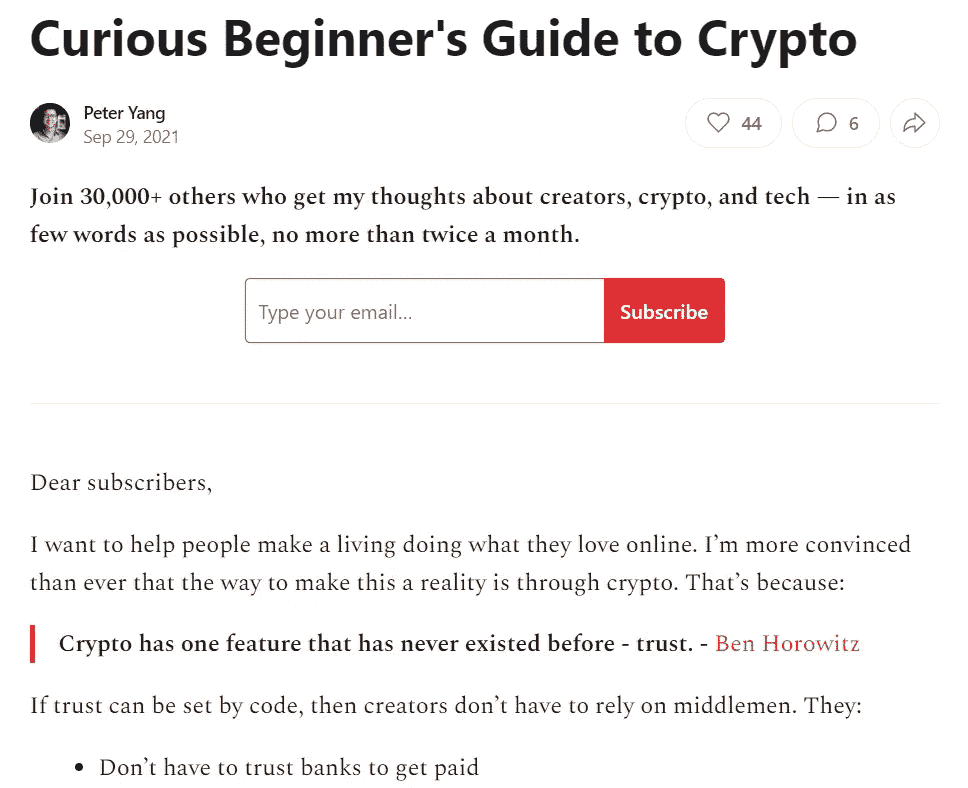 Curious Beginner's Guide to Crypto
Peter Yang
Sep 29, 2021
44
6
Join 30,000+ others who get my thoughts about creators, crypto, and tech — in as
few words as possible, no more than twice a month.
Type your email...
Subscribe
Dear subscribers,
I want to help people make a living doing what they love online. I’m more convinced
than ever that the way to make this a reality is through crypto. That’s because:
Crypto has one feature that has never existed before - trust. - Ben Horowitz
If trust can be set by code, then creators don’t have to rely on middlemen. They:
• Don’t have to trust banks to get paid